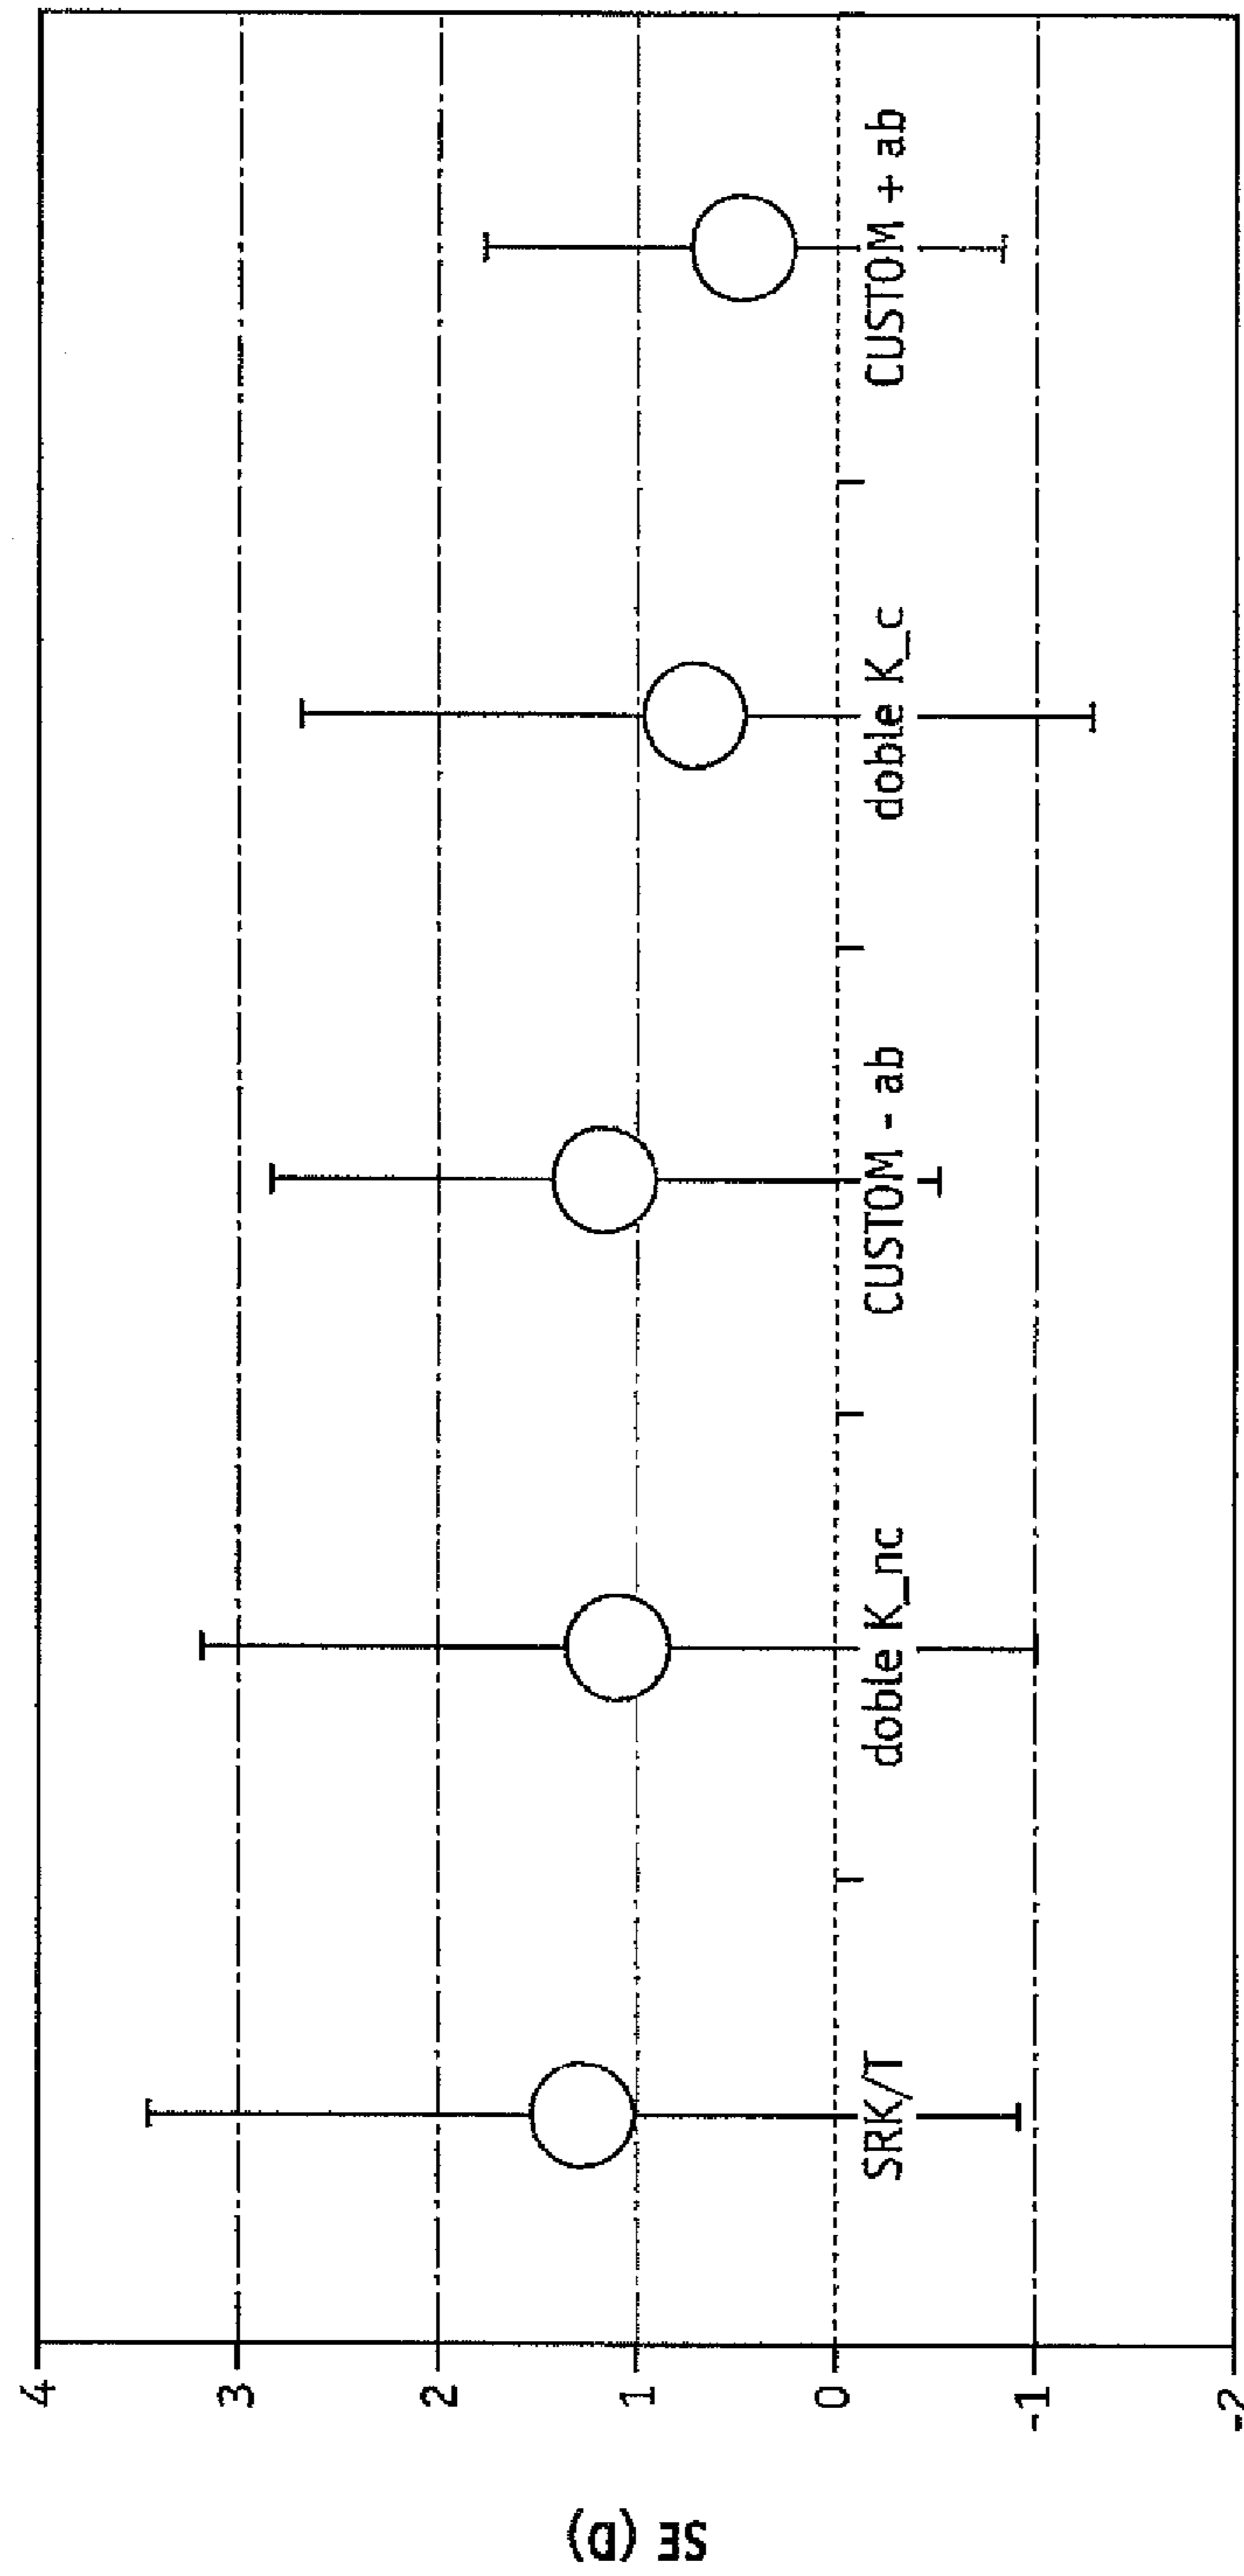 SE (D)
4
3
2
1
0
-1
-2
SRK/T
doble K_nc
CUSTOM - ab
doble K_c
CUSTOM + ab